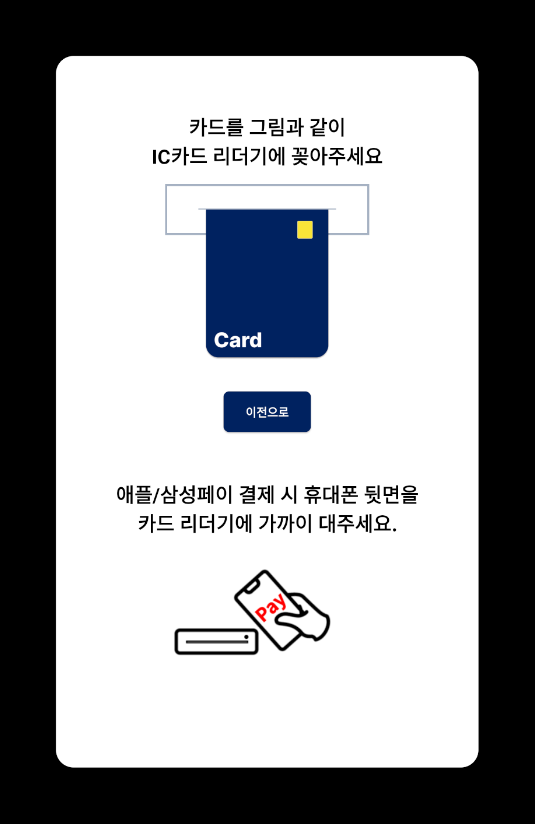 카드를 그림과 같이
IC카드 리더기에 꽂아주세요
Card
이전으로
애플/삼성페이 결제 시 휴대폰 뒷면을
카드 리더기에 가까이 대주세요.
Pay